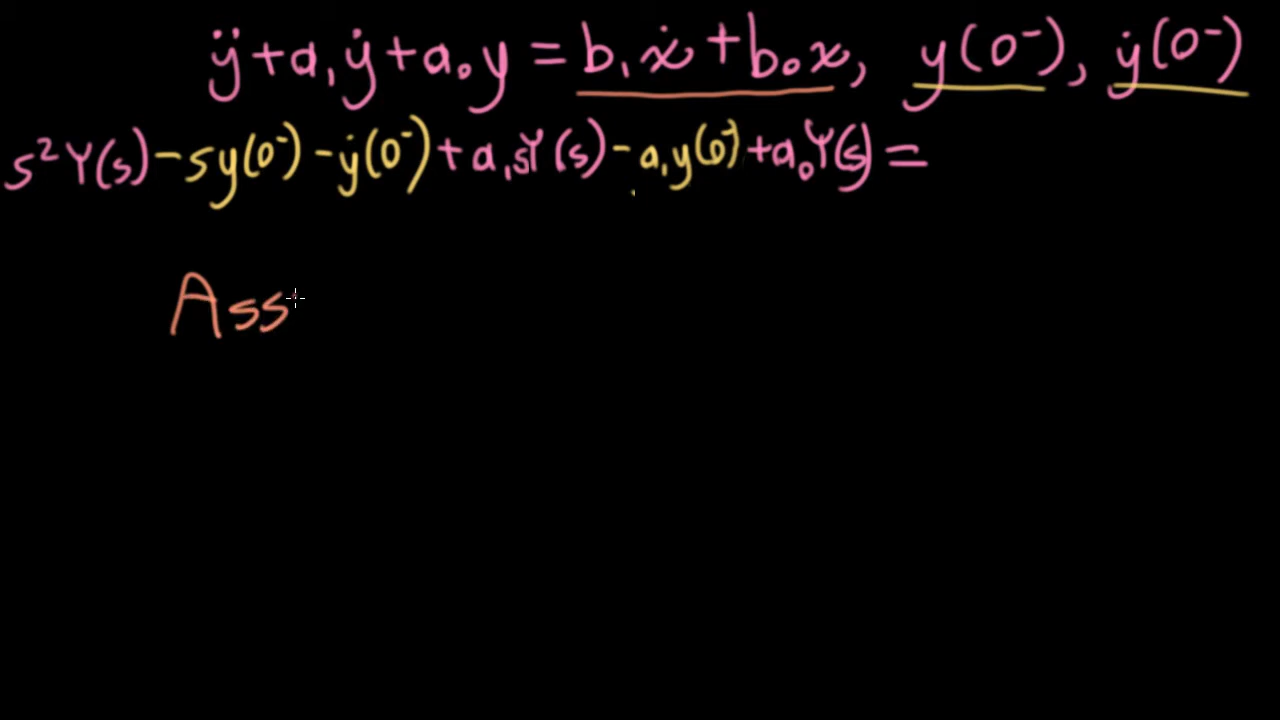 ÿ + a₁ẏ + a₀y = b₁ẋ + b₀x, y(0⁻), ẏ(0⁻)
s²Y(s) - sy(0⁻) - ẏ(0⁻) + a₁sY(s) - a₁y(0⁻) + a₀Y(s) =
Ass